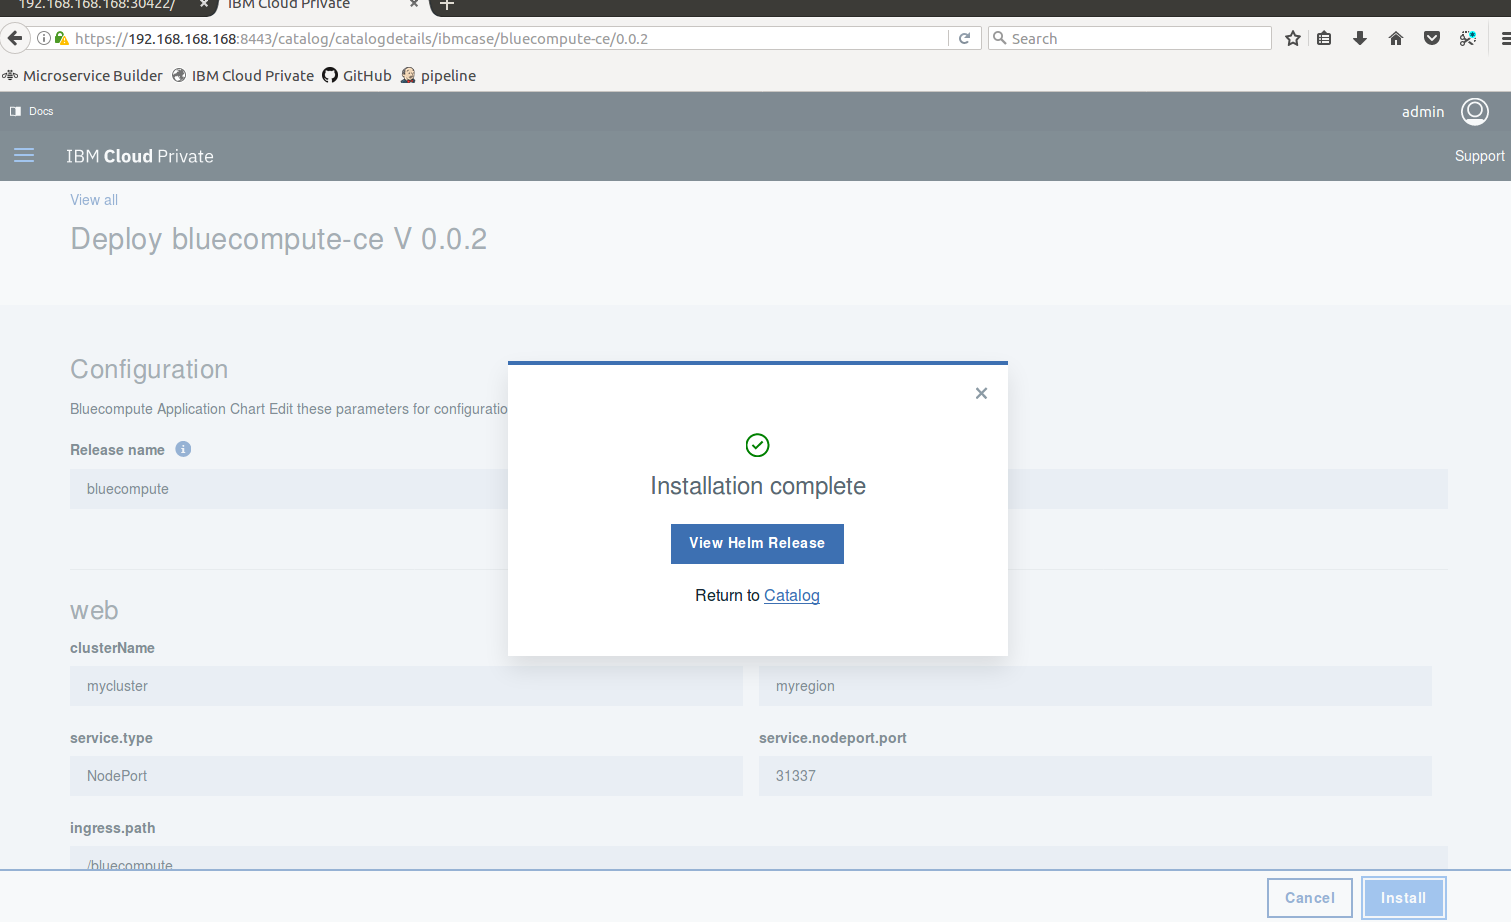 192.168.168.168:30422/ × IBM Cloud Private × +
https://192.168.168.168:8443/catalog/catalogdetails/ibmcase/bluecompute-ce/0.0.2 Search
Microservice Builder IBM Cloud Private GitHub pipeline
Docs admin
IBM Cloud Private Support
View all
Deploy bluecompute-ce V 0.0.2
Configuration
Bluecompute Application Chart Edit these parameters for configuratio
Release name
bluecompute
×
Installation complete
View Helm Release
Return to Catalog
web
clusterName
mycluster myregion
service.type service.nodeport.port
NodePort 31337
ingress.path
/bluecompute
Cancel Install